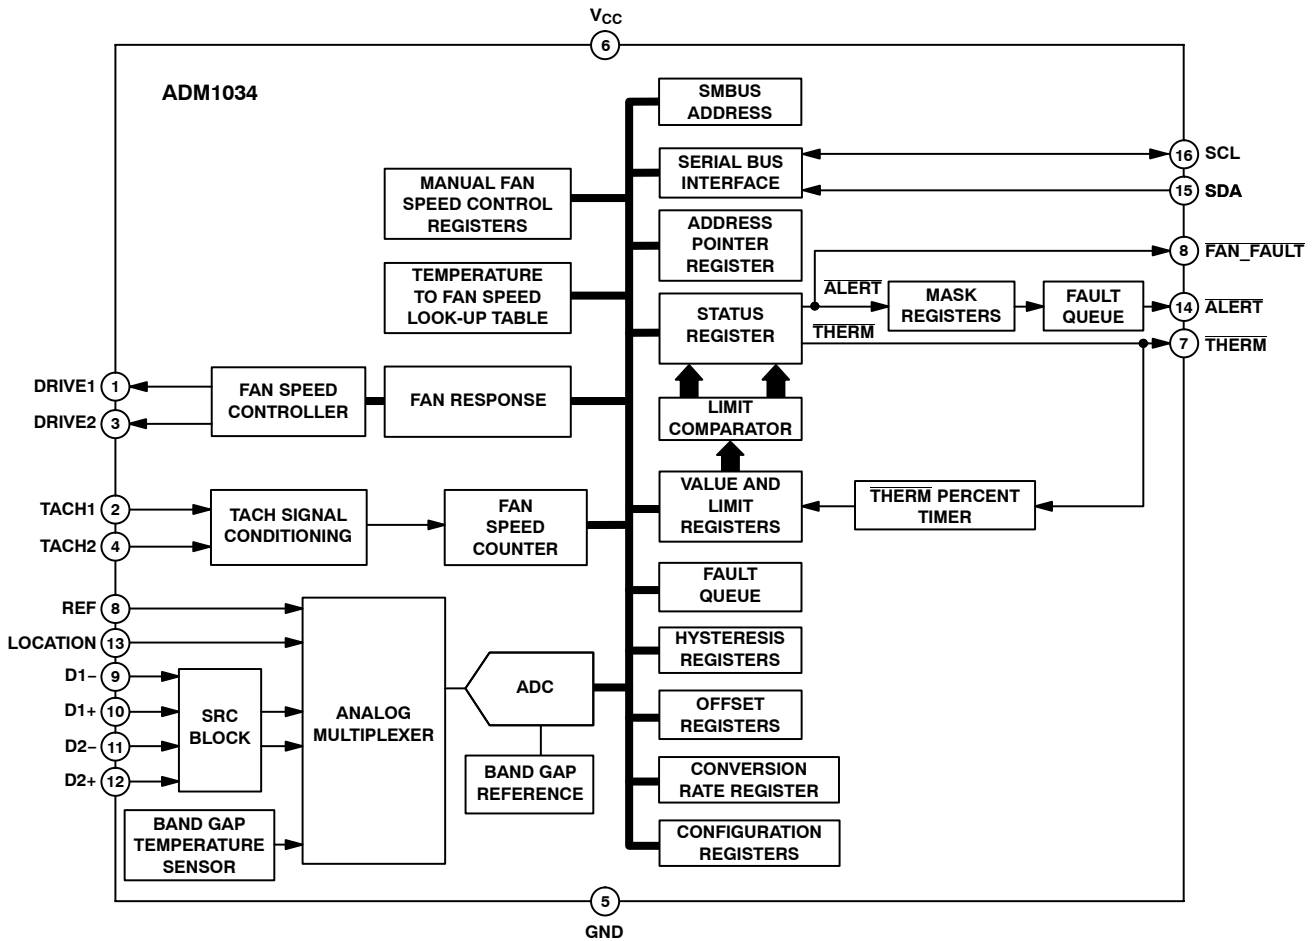 V_CC
6
ADM1034
SMBUS
ADDRESS
SERIAL BUS
INTERFACE
16 SCL
15 SDA
MANUAL FAN
SPEED CONTROL
REGISTERS
ADDRESS
POINTER
REGISTER
8 FAN_FAULT
TEMPERATURE
TO FAN SPEED
LOOK-UP TABLE
STATUS
REGISTER
ALERT
MASK
REGISTERS
FAULT
QUEUE
14 ALERT
THERM
7 THERM
DRIVE1 1
DRIVE2 3
FAN SPEED
CONTROLLER
FAN RESPONSE
LIMIT
COMPARATOR
TACH1 2
TACH2 4
TACH SIGNAL
CONDITIONING
FAN
SPEED
COUNTER
VALUE AND
LIMIT
REGISTERS
THERM PERCENT
TIMER
FAULT
QUEUE
REF 8
LOCATION 13
D1− 9
D1+ 10
D2− 11
D2+ 12
SRC
BLOCK
ANALOG
MULTIPLEXER
ADC
BAND GAP
REFERENCE
HYSTERESIS
REGISTERS
OFFSET
REGISTERS
CONVERSION
RATE REGISTER
CONFIGURATION
REGISTERS
BAND GAP
TEMPERATURE
SENSOR
5
GND